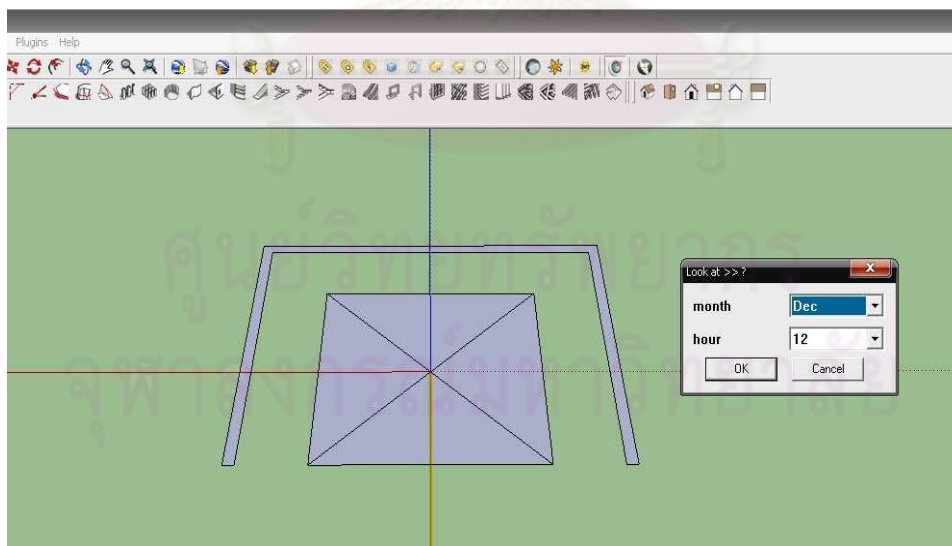 Plugins Help
Look at >> ?
month Dec
hour 12
OK Cancel
ศูนย์วิทยทรัพยากร
จุฬาลงกรณ์มหาวิทยาลัย